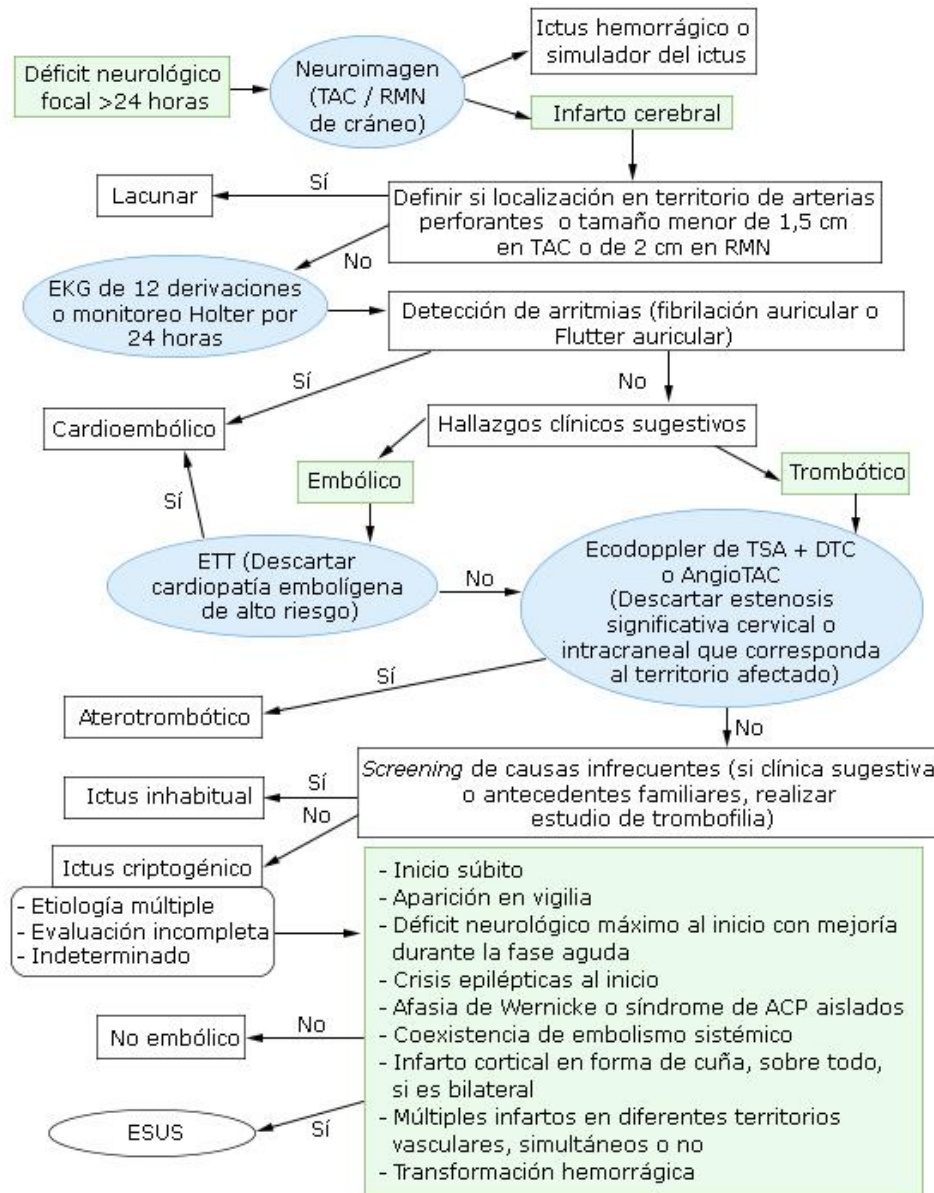 Déficit neurológico
focal >24 horas
Neuroimagen
(TAC / RMN
de cráneo)
Ictus hemorrágico o
simulador del ictus
Infarto cerebral
Lacunar
Sí
Definir si localización en territorio de arterias
perforantes o tamaño menor de 1,5 cm
en TAC o de 2 cm en RMN
No
EKG de 12 derivaciones
o monitoreo Holter por
24 horas
Detección de arritmias (fibrilación auricular o
Flutter auricular)
Sí
No
Cardioembólico
Hallazgos clínicos sugestivos
Embólico
Trombótico
Sí
ETT (Descartar
cardiopatía embolígena
de alto riesgo)
No
Ecodoppler de TSA + DTC
o AngioTAC
(Descartar estenosis
significativa cervical o
intracraneal que corresponda
al territorio afectado)
Sí
Aterotrombótico
No
Screening de causas infrecuentes (si clínica sugestiva
o antecedentes familiares, realizar
estudio de trombofilia)
Sí
Ictus inhabitual
No
Ictus criptogénico
- Etiología múltiple
- Evaluación incompleta
- Indeterminado
- Inicio súbito
- Aparición en vigilia
- Déficit neurológico máximo al inicio con mejoría
durante la fase aguda
- Crisis epilépticas al inicio
- Afasia de Wernicke o síndrome de ACP aislados
- Coexistencia de embolismo sistémico
- Infarto cortical en forma de cuña, sobre todo,
si es bilateral
- Múltiples infartos en diferentes territorios
vasculares, simultáneos o no
- Transformación hemorrágica
No
No embólico
Sí
ESUS